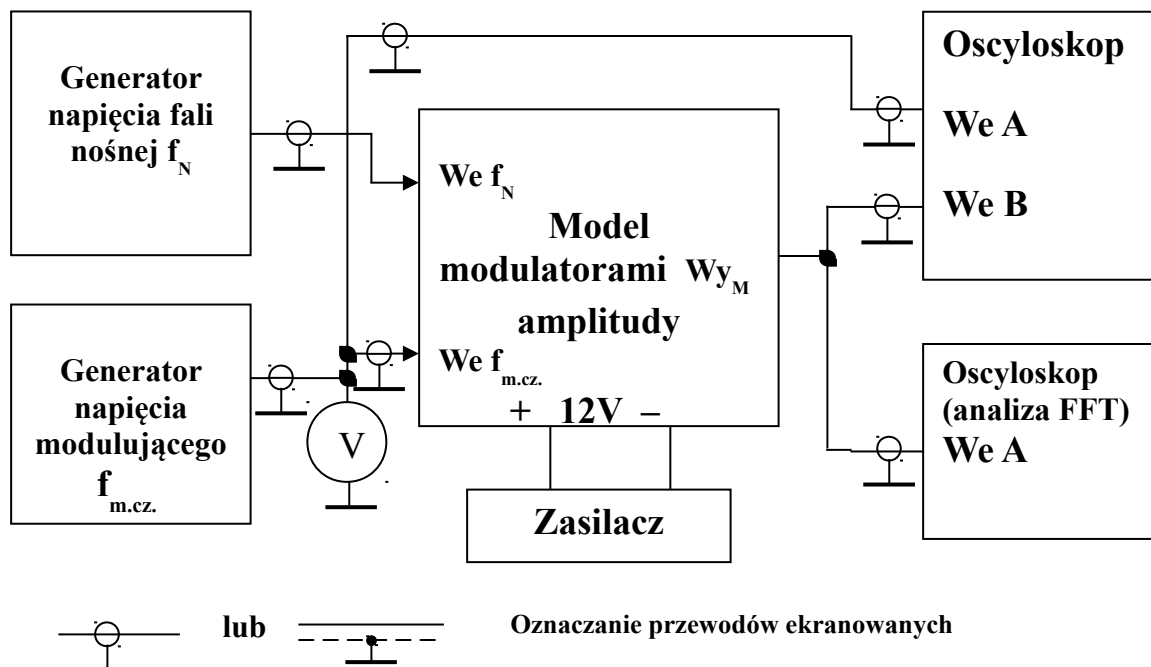 Generator
napięcia fali
nośnej f_N
Generator
napięcia
modulującego
f_m.cz.
V
We f_N
Model
modulatorami Wy_M
amplitudy
We f_m.cz.
+ 12V –
Zasilacz
Oscyloskop
We A
We B
Oscyloskop
(analiza FFT)
We A
lub
Oznaczanie przewodów ekranowanych